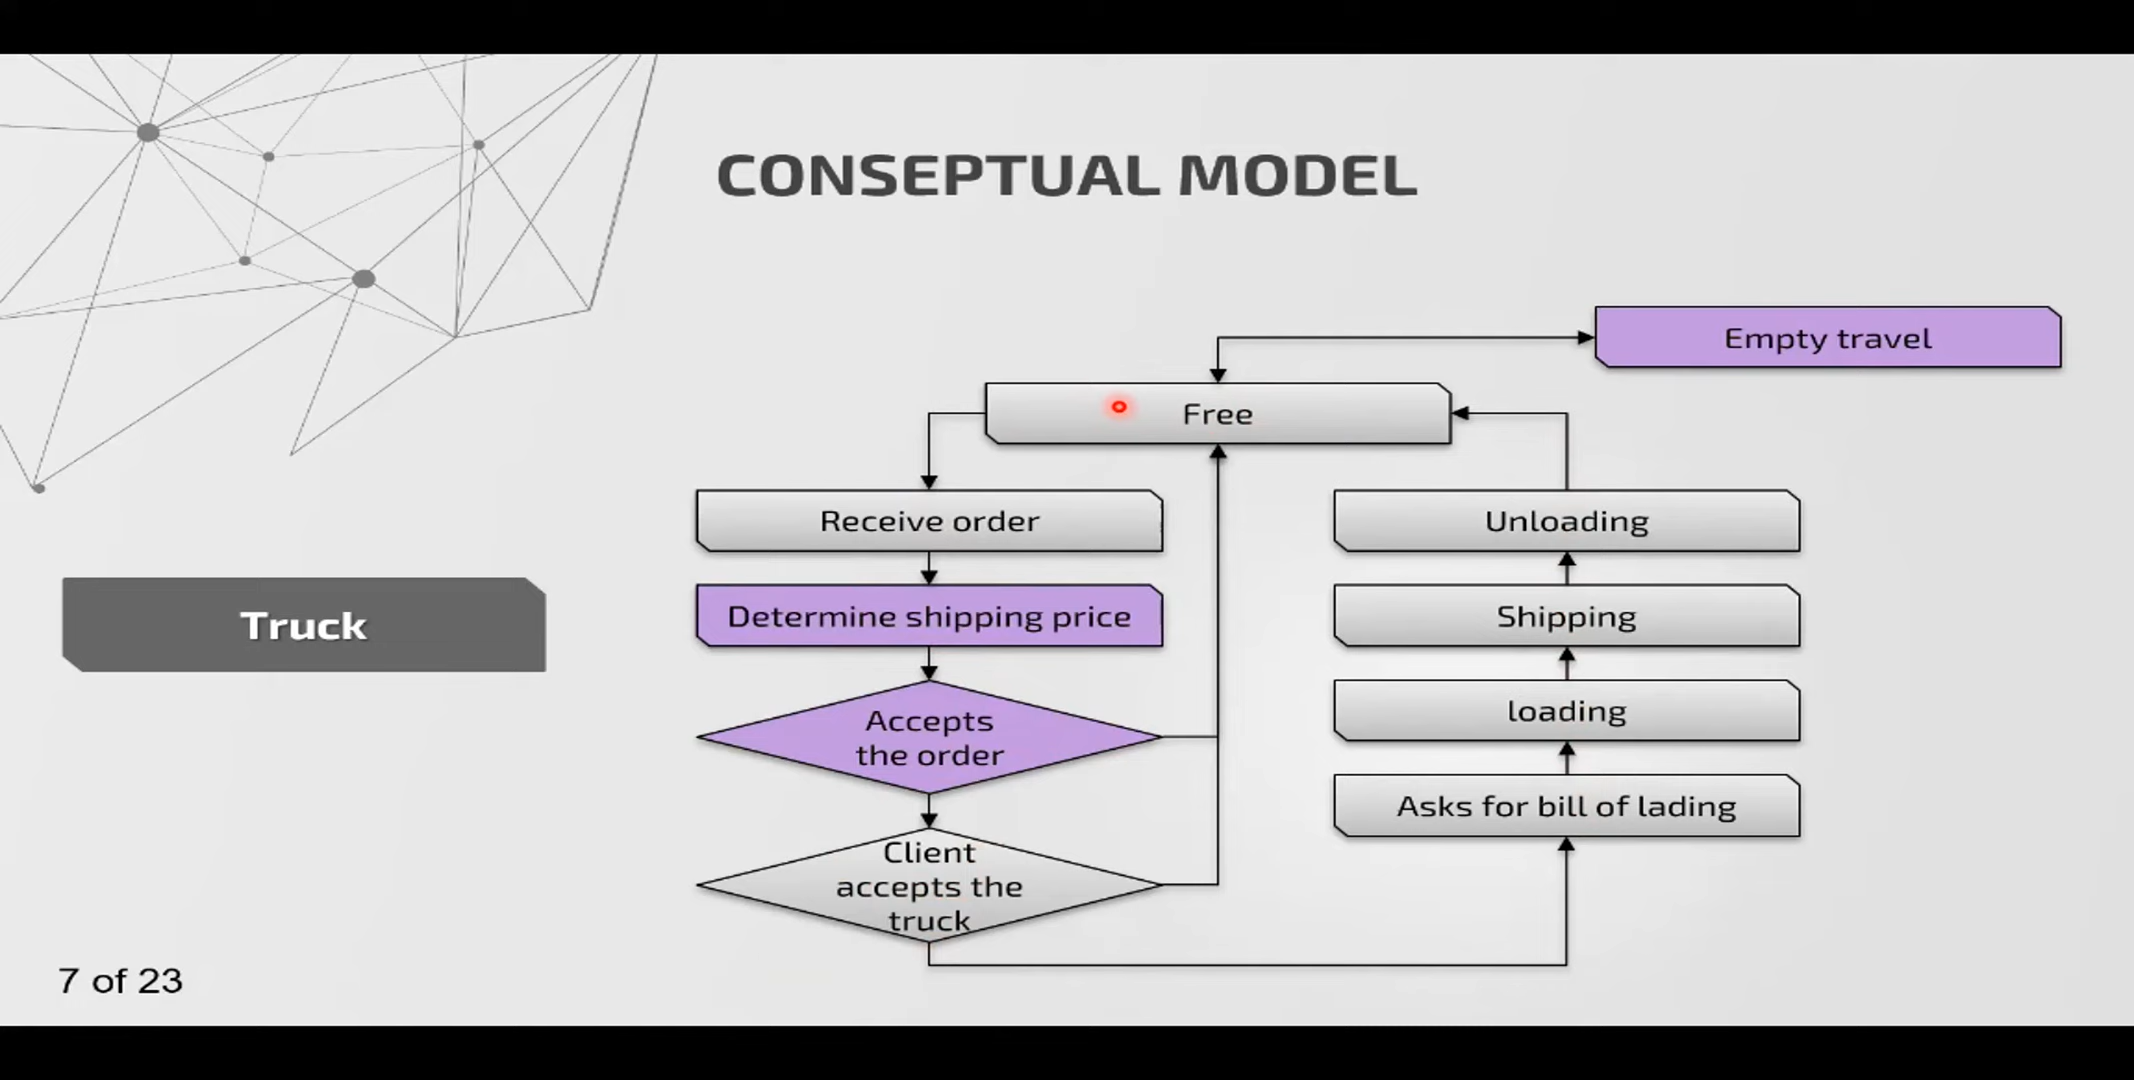 CONSEPTUAL MODEL
Empty travel
Free
Receive order
Unloading
Determine shipping price
Shipping
Truck
Accepts
the order
loading
Asks for bill of lading
Client
accepts the
truck
7 of 23